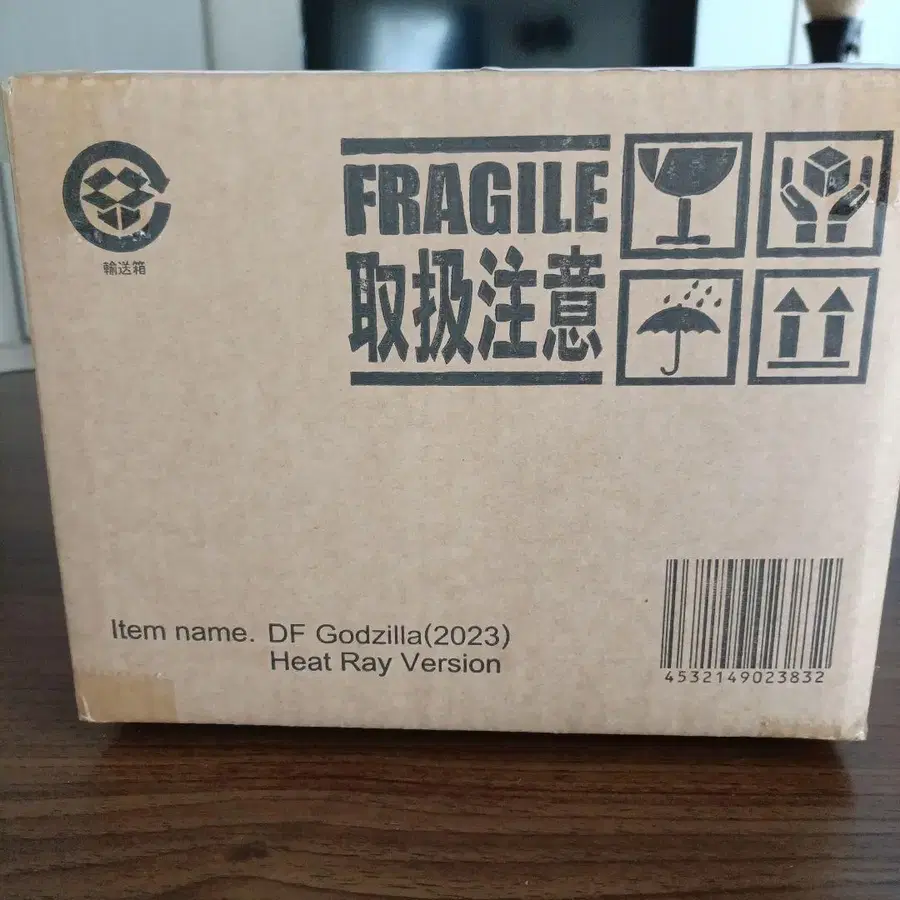 輸送箱
FRAGILE
取扱注意
Item name. DF Godzilla(2023)
Heat Ray Version
4532149023832